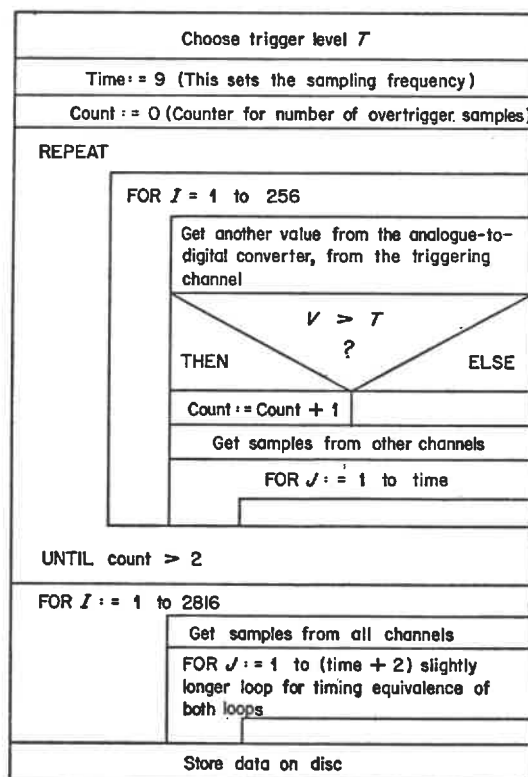 Choose trigger level T
Time: = 9 (This sets the sampling frequency)
Count : = 0 (Counter for number of overtrigger samples)
REPEAT
FOR I = 1 to 256
Get another value from the analogue-to-
digital converter, from the triggering
channel
V > T
?
THEN
ELSE
Count := Count + 1
Get samples from other channels
FOR J : = 1 to time
UNTIL count > 2
FOR I : = 1 to 2816
Get samples from all channels
FOR J := 1 to (time + 2) slightly
longer loop for timing equivalence of
both loops
Store data on disc